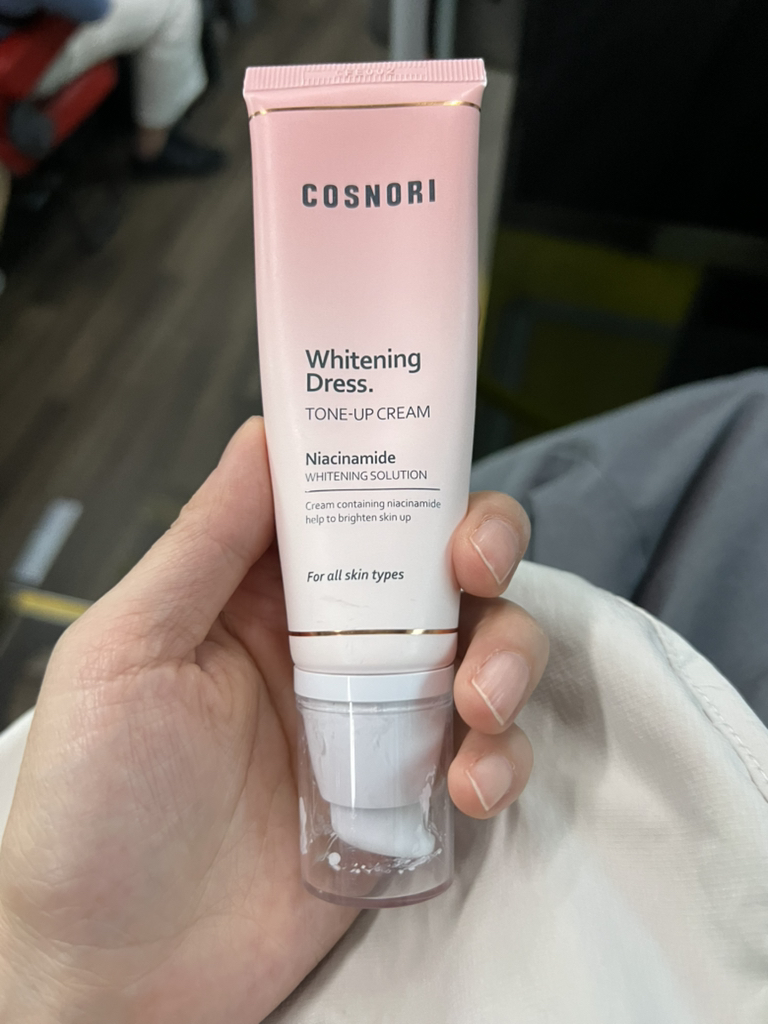 COSNORI
Whitening
Dress.
TONE-UP CREAM
Niacinamide
WHITENING SOLUTION
Cream containing niacinamide
help to brighten skin up
For all skin types